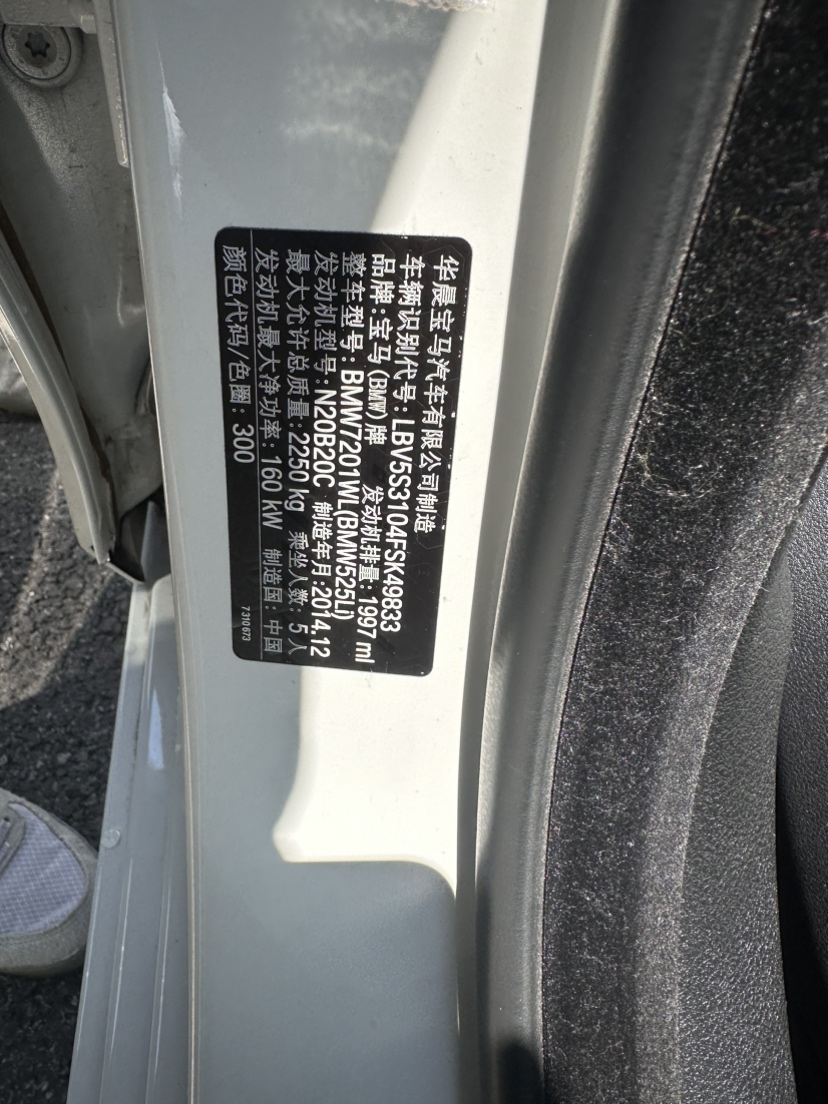 华晨宝马汽车有限公司制造
车辆识别代号: LBV5S3104FSK49833
品牌: 宝马(BMW)牌 发动机排量: 1997 ml
整车型号: BMW7201WL(BMW525Li)
发动机型号: N20B20C 制造年月: 2014.12
最大允许总质量: 2250 kg 乘坐人数: 5 人
发动机最大净功率: 160 kW 制造国: 中国
颜色代码/色圈: 300
7 310 673